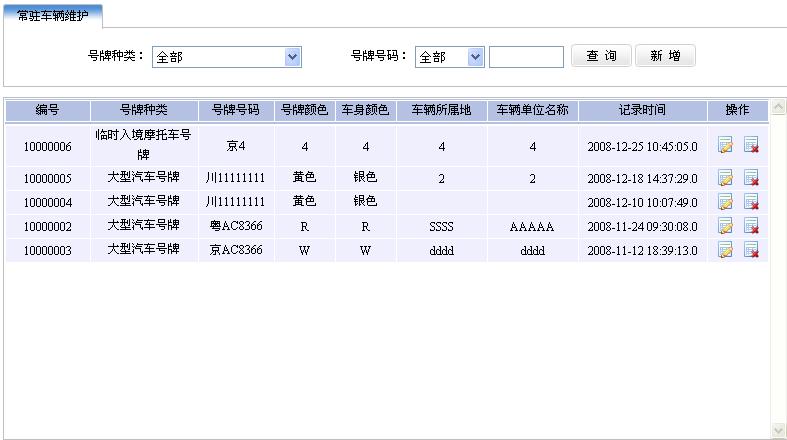 常驻车辆维护
号牌种类： 全部 号牌号码： 全部 查 询 新 增
编号 号牌种类 号牌号码 号牌颜色 车身颜色 车辆所属地 车辆单位名称 记录时间 操作
10000006 临时入境摩托车号牌 京4 4 4 4 4 2008-12-25 10:45:05.0
10000005 大型汽车号牌 川11111111 黄色 银色 2 2 2008-12-18 14:37:29.0
10000004 大型汽车号牌 川11111111 黄色 银色 2008-12-10 10:07:49.0
10000002 大型汽车号牌 粤AC8366 R R SSSS AAAAA 2008-11-24 09:30:08.0
10000003 大型汽车号牌 京AC8366 W W dddd dddd 2008-11-12 18:39:13.0